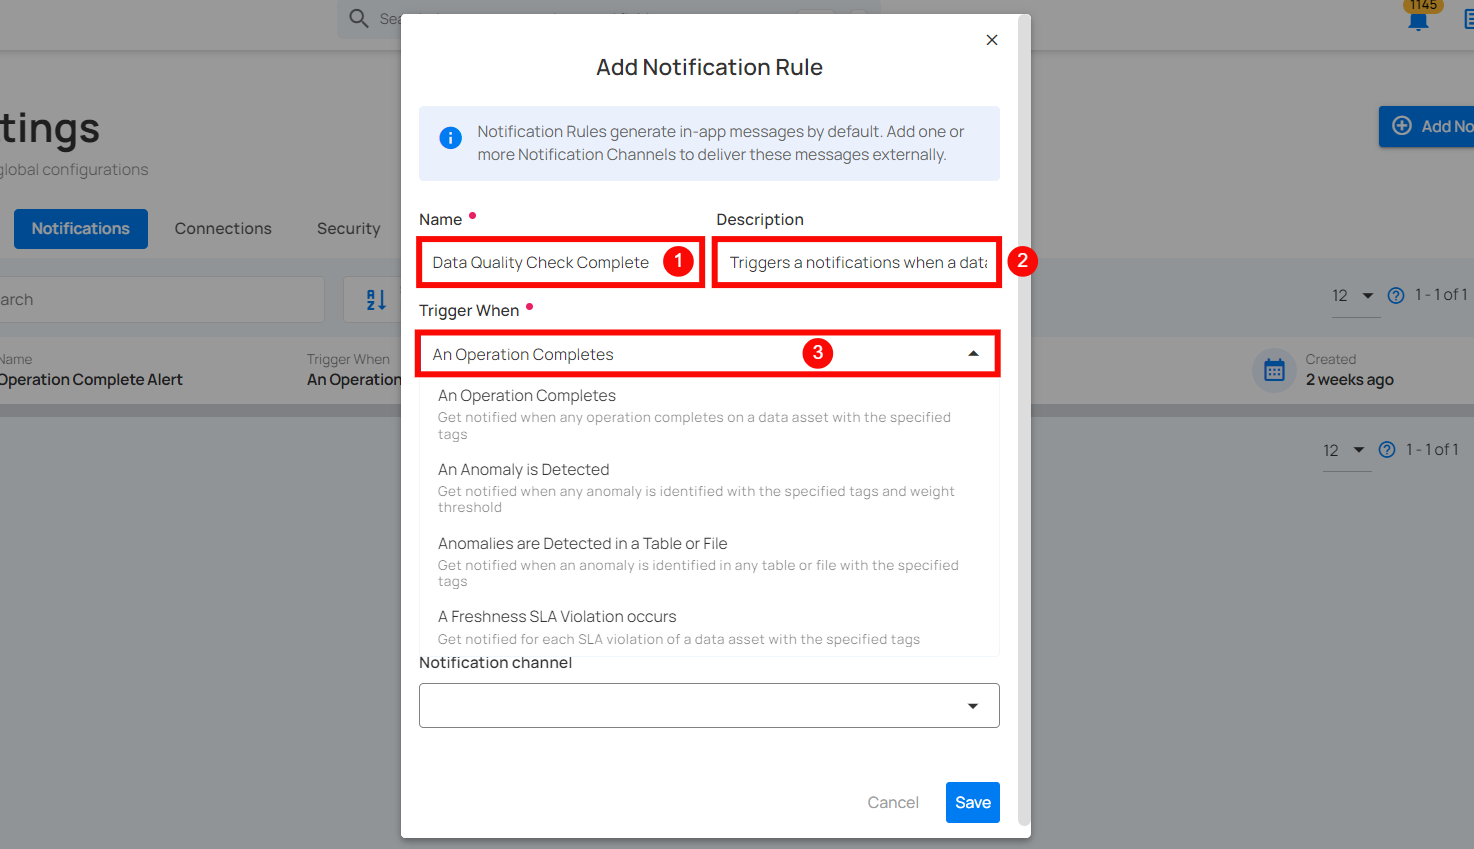 1145
Add Notification Rule
Notification Rules generate in-app messages by default. Add one or
more Notification Channels to deliver these messages externally.
tings
global configurations
Add No
Notifications
Connections
Security
Name
Description
Data Quality Check Complete
1
Triggers a notifications when a data
2
arch
A
Z
12
?
1 - 1 of 1
Trigger When
An Operation Completes
3
Name
Operation Complete Alert
Trigger When
An Operation
Created
2 weeks ago
An Operation Completes
Get notified when any operation completes on a data asset with the specified
tags
An Anomaly is Detected
Get notified when any anomaly is identified with the specified tags and weight
threshold
12
?
1 - 1 of 1
Anomalies are Detected in a Table or File
Get notified when an anomaly is identified in any table or file with the specified
tags
A Freshness SLA Violation occurs
Get notified for each SLA violation of a data asset with the specified tags
Notification channel
Cancel
Save